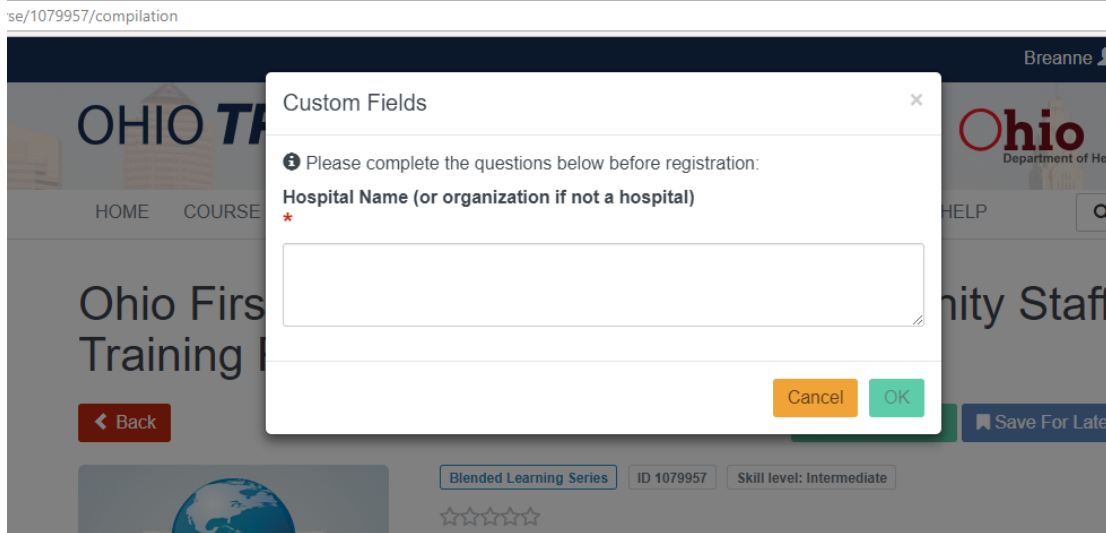 se/1079957/compilation
Breanne
OHIO
Custom Fields
×
Ohio
Department of He
Please complete the questions below before registration:
Hospital Name (or organization if not a hospital)
*
HOME COURSE HELP
Ohio Firs nity Staff
Training
Cancel OK
Back Save For Late
Blended Learning Series ID 1079957 Skill level: Intermediate